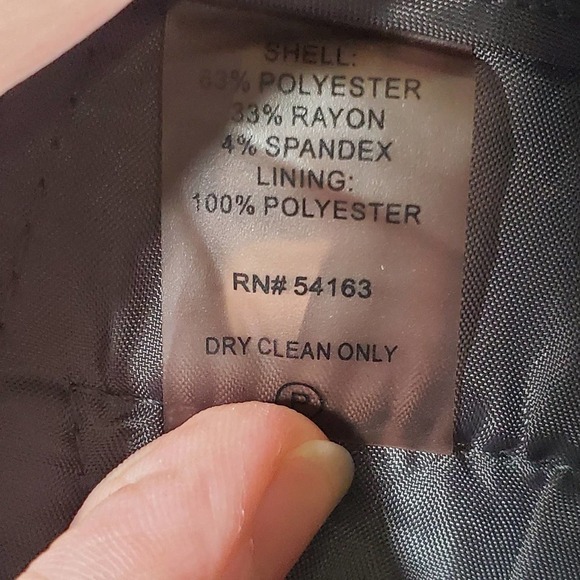 SHELL:
63% POLYESTER
33% RAYON
4% SPANDEX
LINING:
100% POLYESTER
RN# 54163
DRY CLEAN ONLY
P